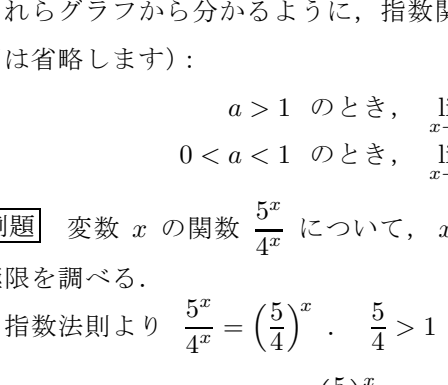 れらグラフから分かるように，指数関
は省略します）:
a > 1 のとき，
0 < a < 1 のとき，
例題 変数 x の関数 5^x/4^x について， x
限を調べる．
指数法則より 5^x/4^x = (5/4)^x ． 5/4 > 1
(5/4)^x